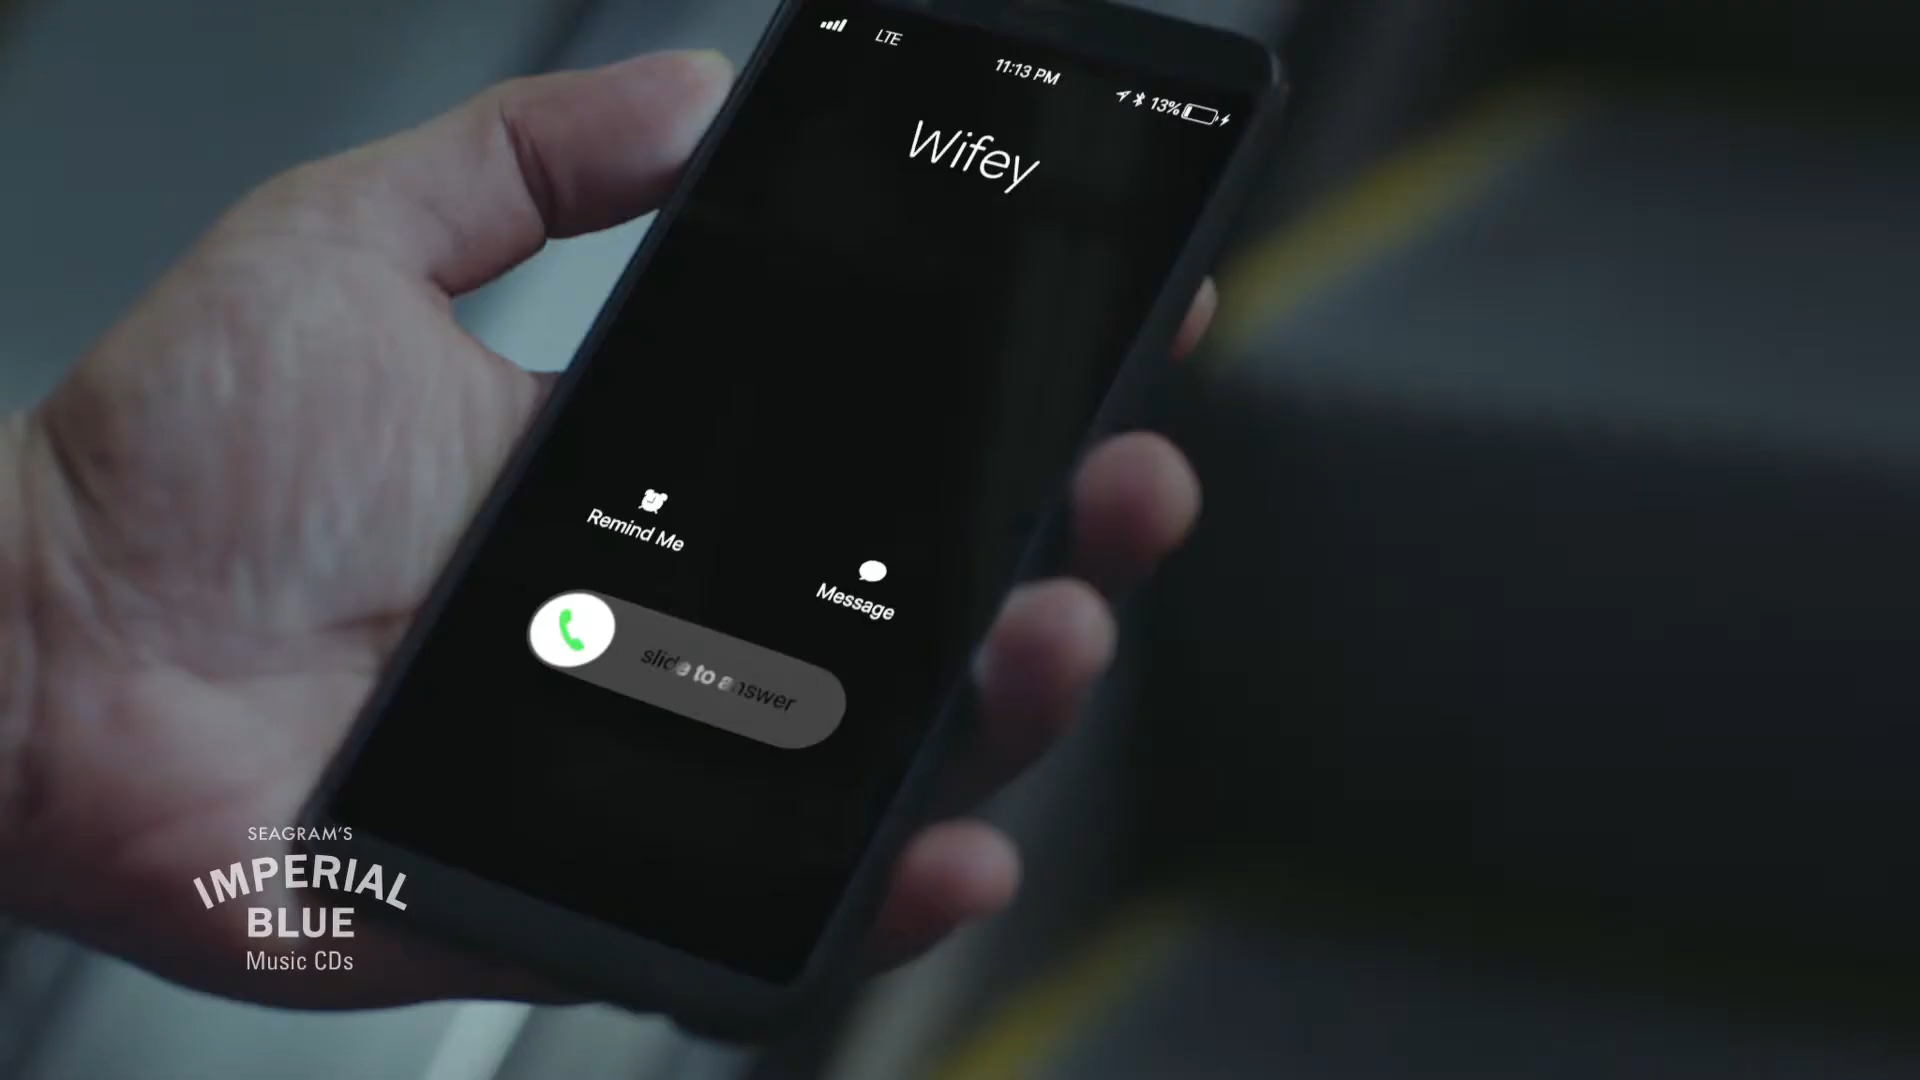 LTE
11:13 PM
13%
Wifey
Remind Me
Message
slide to answer
SEAGRAM'S
IMPERIAL
BLUE
Music CDs